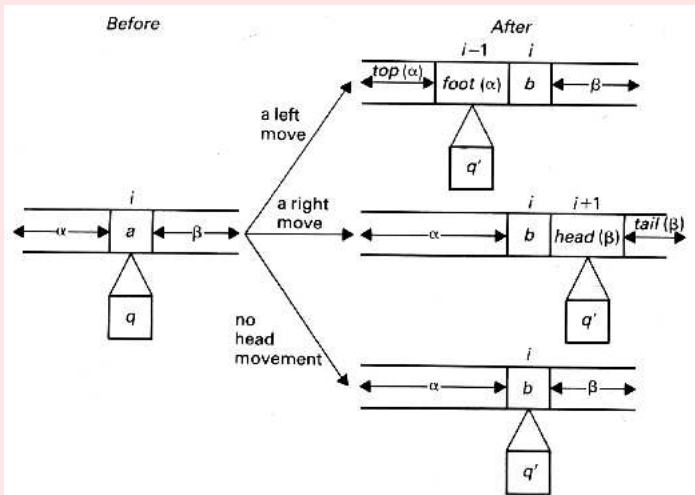 Before
After
i–1 i
top (α) foot (α) b β
a left
move
q'
i
α a β
q
a right
move
i i+1
α b head (β) tail (β)
q'
no
head
movement
i
α b β
q'